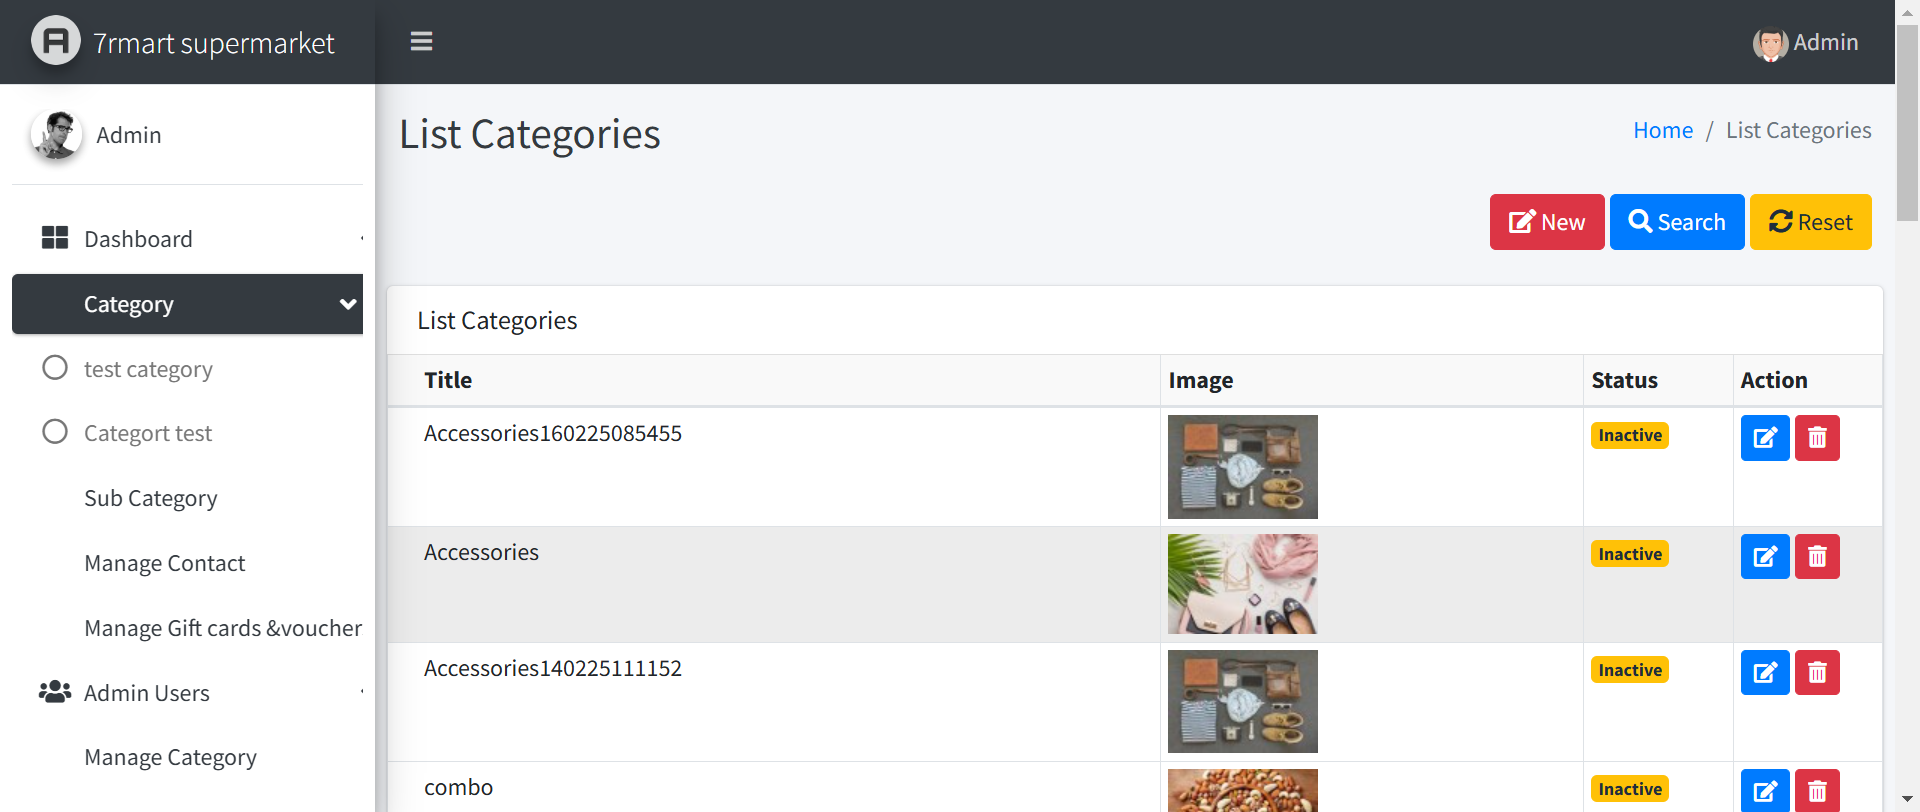 7rmart supermarket
Admin
Admin
List Categories
Home / List Categories
New
Search
Reset
Dashboard
Category
test category
Categort test
Sub Category
Manage Contact
Manage Gift cards &voucher
Admin Users
Manage Category
List Categories
Title Image Status Action
Accessories160225085455 Inactive
Accessories Inactive
Accessories140225111152 Inactive
combo Inactive